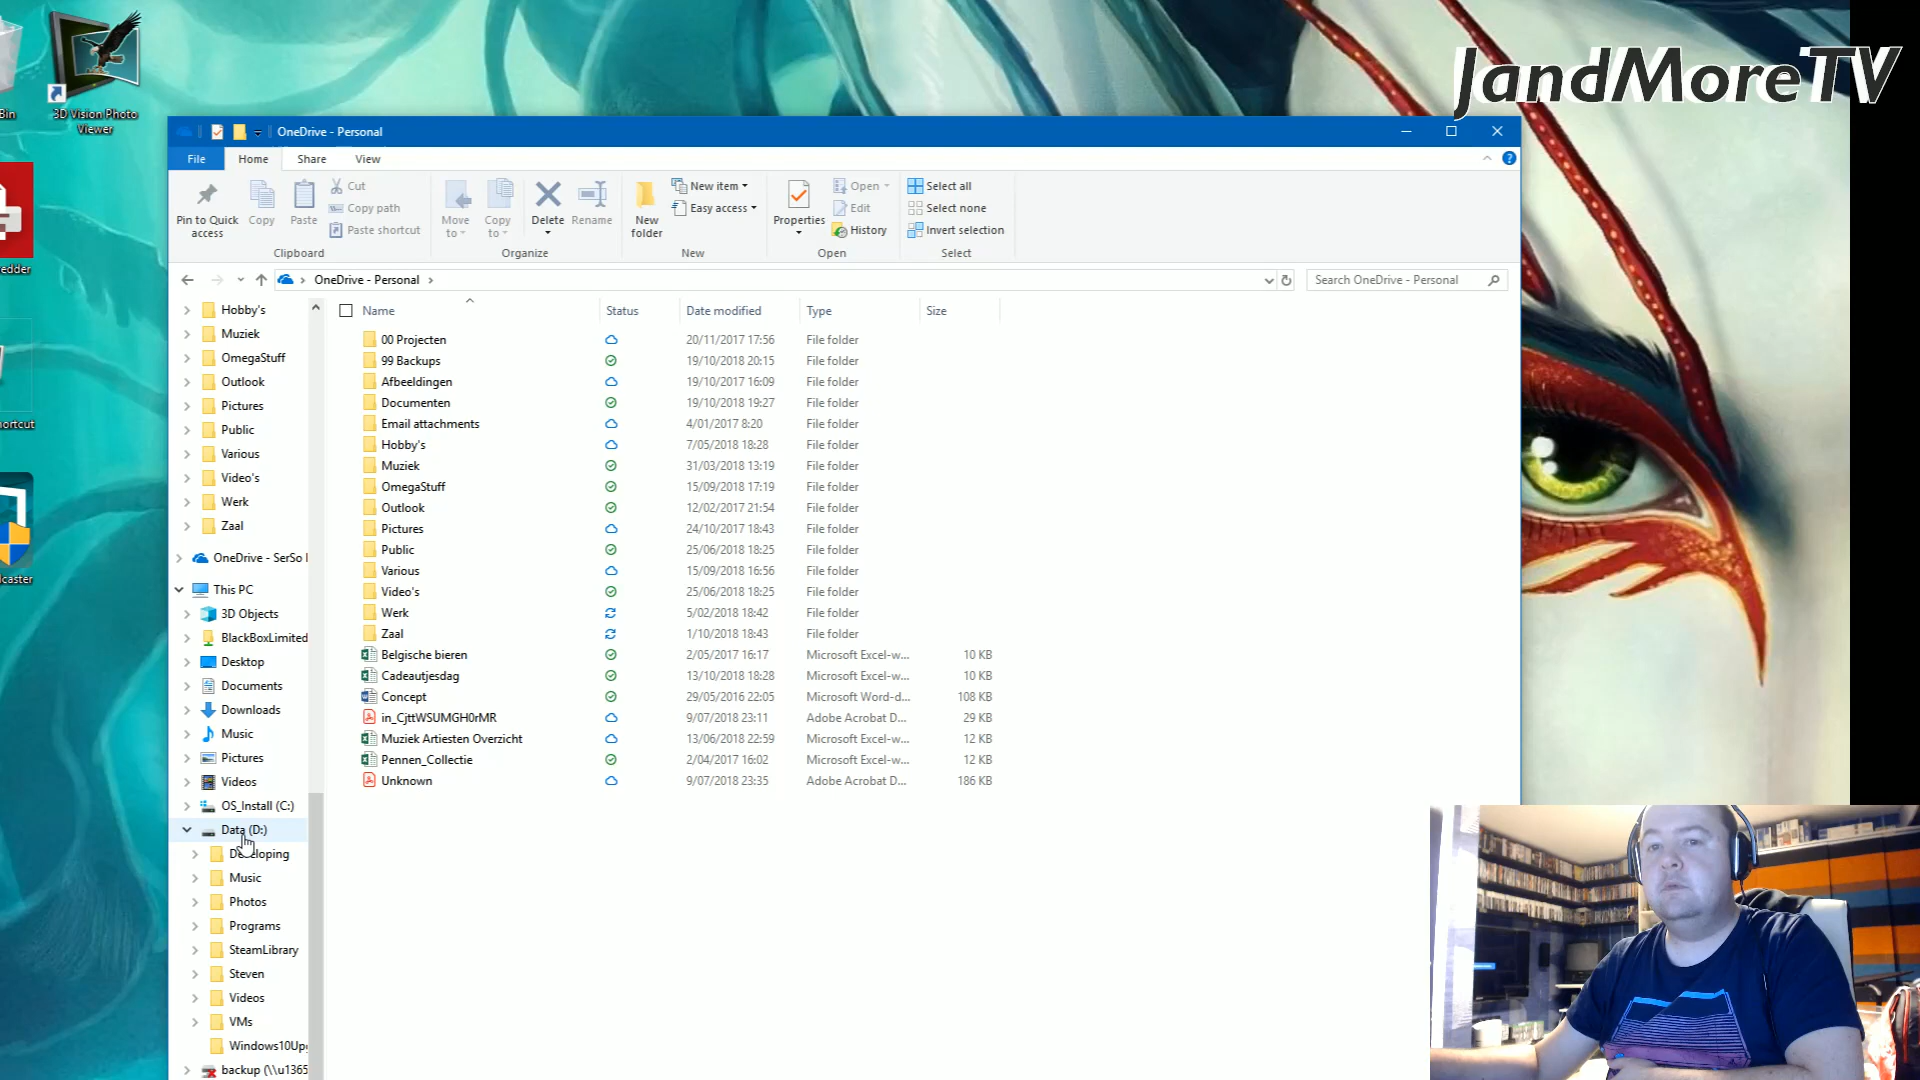 JandMoreTV
Bin
3D Vision Photo
Viewer
OneDrive - Personal
File
Home
Share
View
Pin to Quick
access
Copy
Paste
Cut
Copy path
Paste shortcut
Clipboard
Move
to
Copy
to
Delete
Rename
Organize
New
folder
New item
Easy access
New
Properties
Open
Edit
History
Open
Select all
Select none
Invert selection
Select
OneDrive - Personal
Search OneDrive - Personal
Hobby's
Muziek
OmegaStuff
Outlook
Pictures
Public
Various
Video's
Werk
Zaal
OneDrive - SerSo
This PC
3D Objects
BlackBoxLimited
Desktop
Documents
Downloads
Music
Pictures
Videos
OS_Install (C:)
Data (D:)
Developing
Music
Photos
Programs
SteamLibrary
Steven
Videos
VMs
Windows10Up
backup (\\u1365
Name Status Date modified Type Size
00 Projecten 20/11/2017 17:56 File folder
99 Backups 19/10/2018 20:15 File folder
Afbeeldingen 19/10/2017 16:09 File folder
Documenten 19/10/2018 19:27 File folder
Email attachments 4/01/2017 8:20 File folder
Hobby's 7/05/2018 18:28 File folder
Muziek 31/03/2018 13:19 File folder
OmegaStuff 15/09/2018 17:19 File folder
Outlook 12/02/2017 21:54 File folder
Pictures 24/10/2017 18:43 File folder
Public 25/06/2018 18:25 File folder
Various 15/09/2018 16:56 File folder
Video's 25/06/2018 18:25 File folder
Werk 5/02/2018 18:42 File folder
Zaal 1/10/2018 18:43 File folder
Belgische bieren 2/05/2017 16:17 Microsoft Excel-w... 10 KB
Cadeautjesdag 13/10/2018 18:28 Microsoft Excel-w... 10 KB
Concept 29/05/2016 22:05 Microsoft Word-d... 108 KB
in_CjttWSUMGH0rMR 9/07/2018 23:11 Adobe Acrobat D... 29 KB
Muziek Artiesten Overzicht 13/06/2018 22:59 Microsoft Excel-w... 12 KB
Pennen_Collectie 2/04/2017 16:02 Microsoft Excel-w... 12 KB
Unknown 9/07/2018 23:35 Adobe Acrobat D... 186 KB
edder
ortcut
lcaster